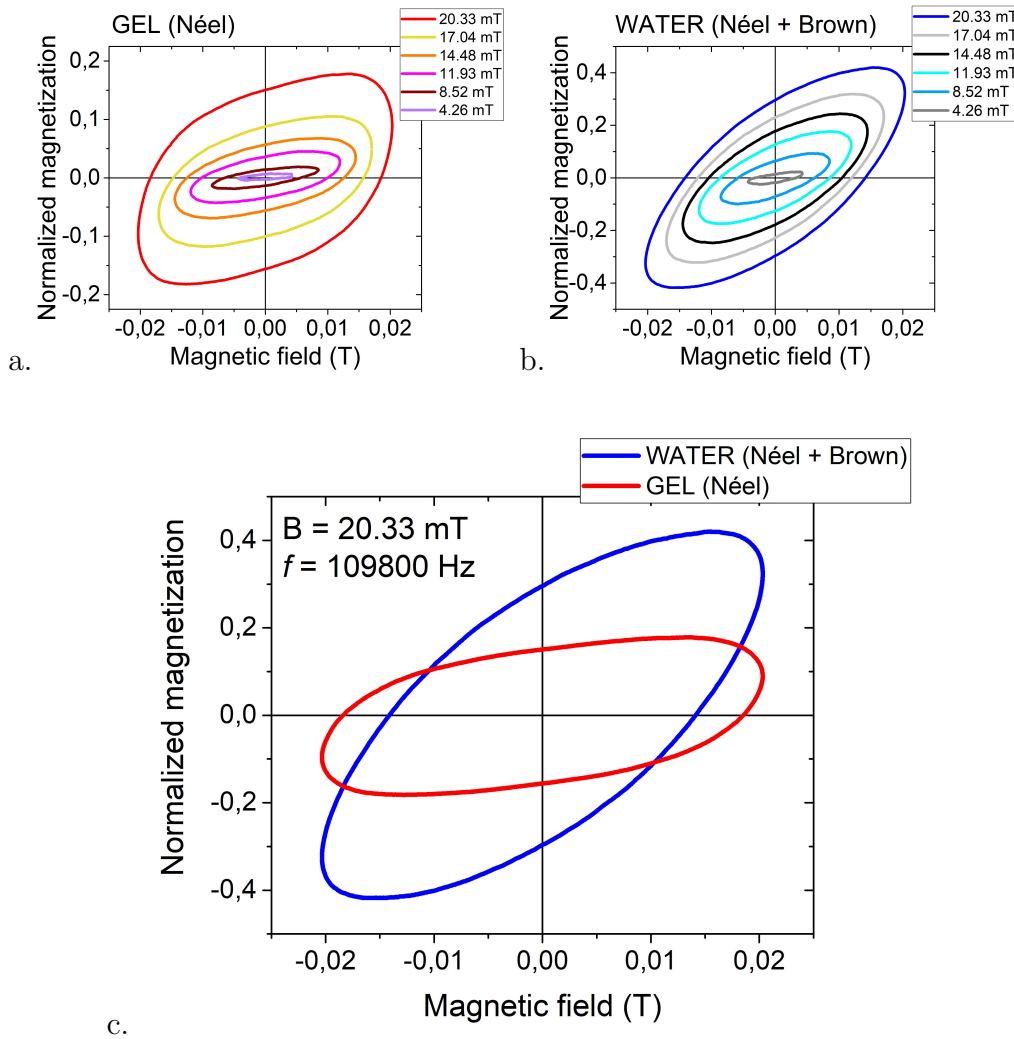 GEL (Néel)
20.33 mT
17.04 mT
14.48 mT
11.93 mT
8.52 mT
4.26 mT
Normalized magnetization
0,2
0,1
0,0
-0,1
-0,2
-0,02 -0,01 0,00 0,01 0,02
Magnetic field (T)
a.
WATER (Néel + Brown)
20.33 mT
17.04 mT
14.48 mT
11.93 mT
8.52 mT
4.26 mT
Normalized magnetization
0.4
0.2
0.0
-0.2
-0.4
-0,02 -0,01 0,00 0,01 0,02
Magnetic field (T)
b.
WATER (Néel + Brown)
GEL (Néel)
B = 20.33 mT
f = 109800 Hz
Normalized magnetization
0,4
0,2
0,0
-0,2
-0,4
-0,02 -0,01 0,00 0,01 0,02
Magnetic field (T)
c.